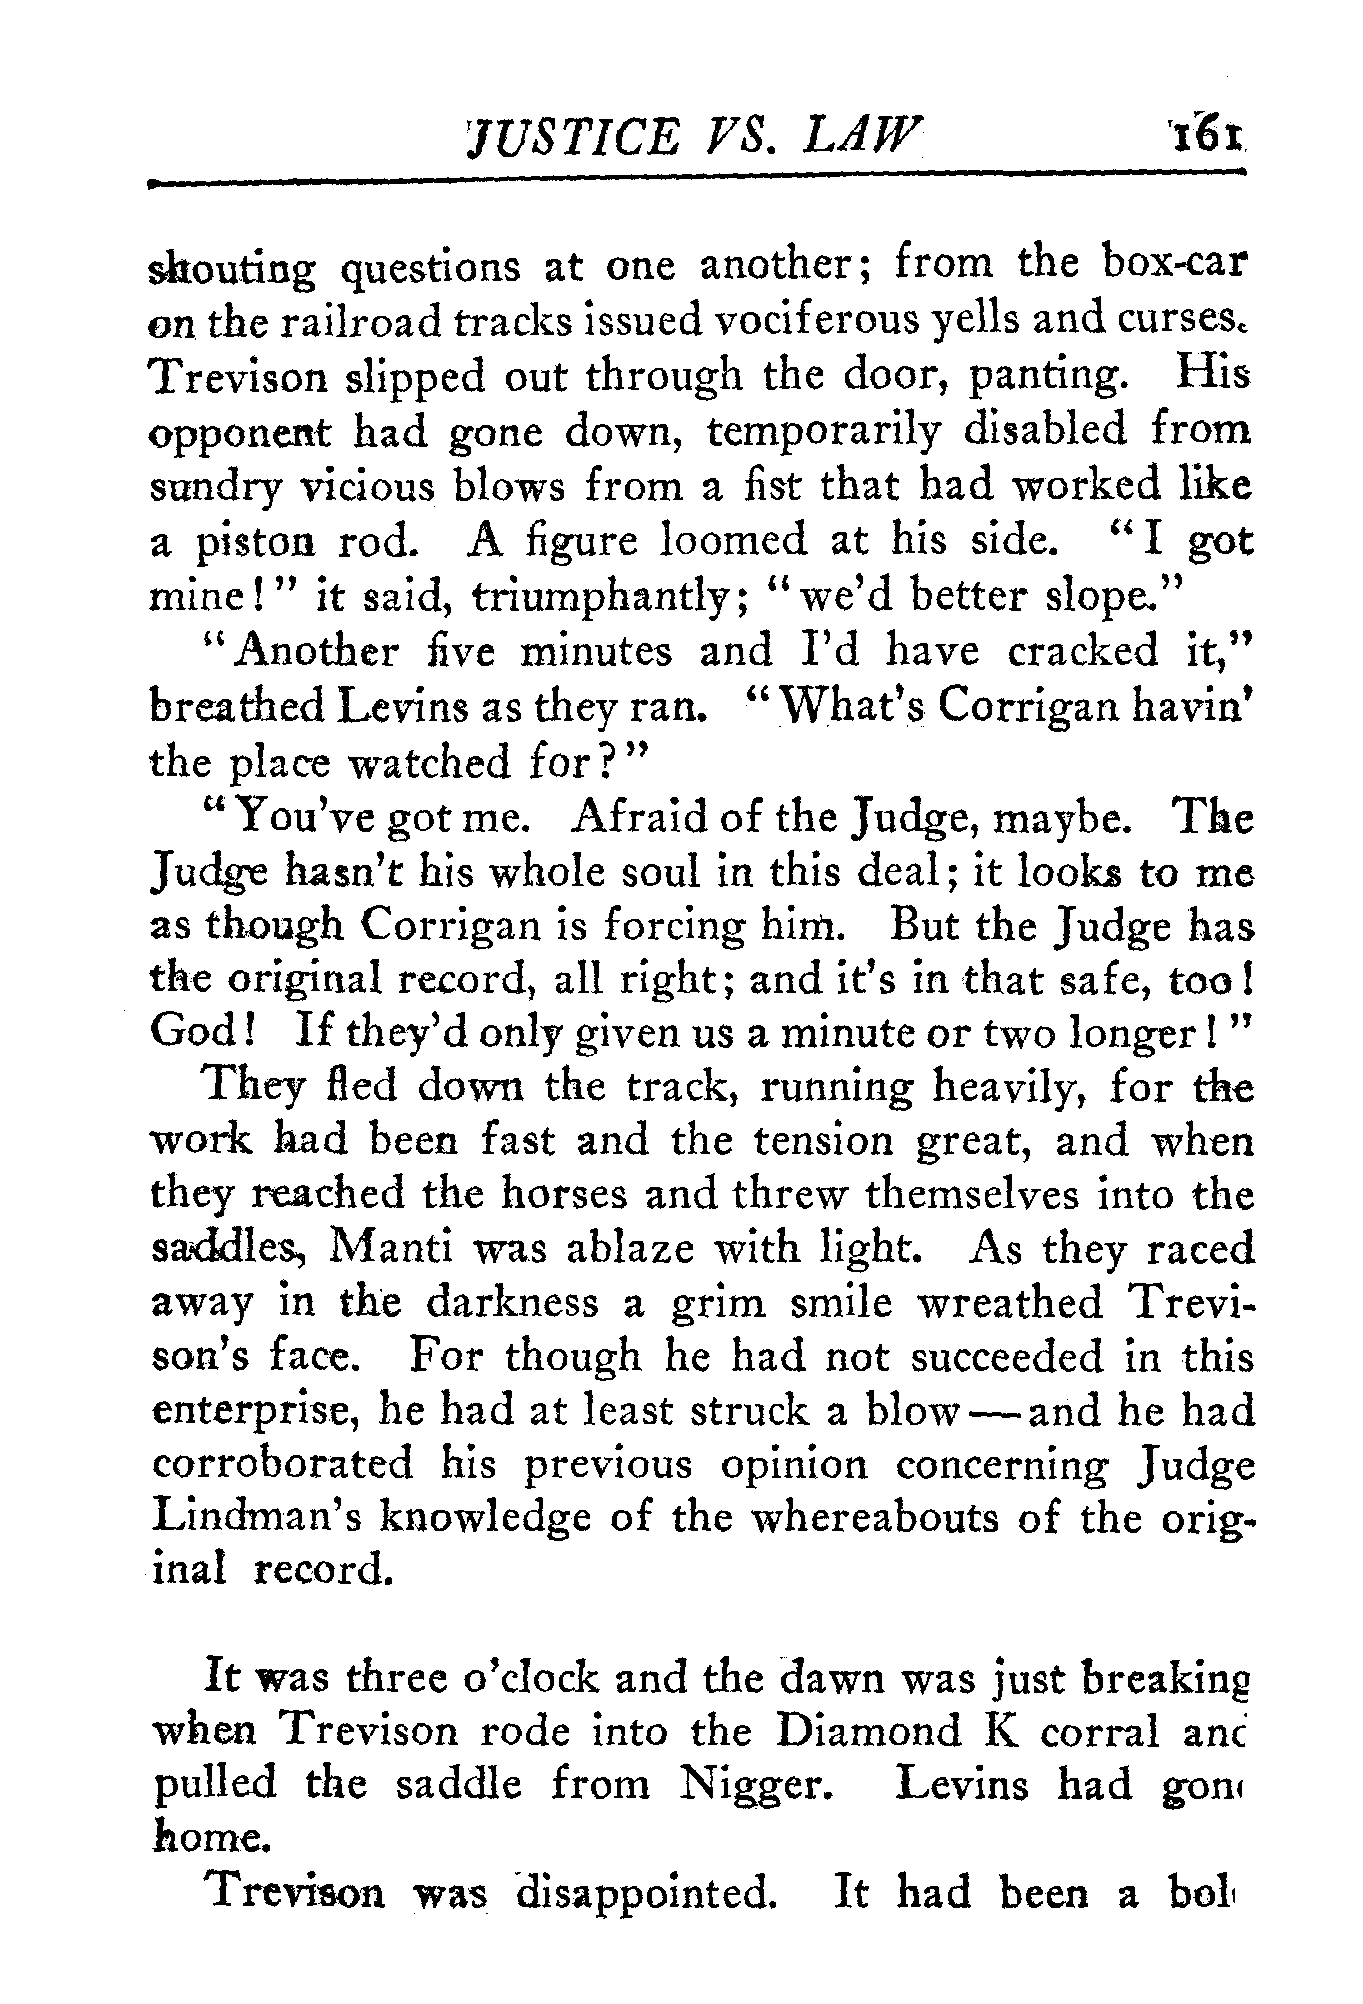 JUSTICE VS. LAW 161
shouting questions at one another; from the box-car
on the railroad tracks issued vociferous yells and curses.
Trevison slipped out through the door, panting. His
opponent had gone down, temporarily disabled from
sundry vicious blows from a fist that had worked like
a piston rod. A figure loomed at his side. "I got
mine!" it said, triumphantly; "we'd better slope."
"Another five minutes and I'd have cracked it,"
breathed Levins as they ran. "What's Corrigan havin'
the place watched for?"
"You've got me. Afraid of the Judge, maybe. The
Judge hasn't his whole soul in this deal; it looks to me
as though Corrigan is forcing him. But the Judge has
the original record, all right; and it's in that safe, too!
God! If they'd only given us a minute or two longer!"
They fled down the track, running heavily, for the
work had been fast and the tension great, and when
they reached the horses and threw themselves into the
saddles, Manti was ablaze with light. As they raced
away in the darkness a grim smile wreathed Trevi-
son's face. For though he had not succeeded in this
enterprise, he had at least struck a blow—and he had
corroborated his previous opinion concerning Judge
Lindman's knowledge of the whereabouts of the orig-
inal record.
It was three o'clock and the dawn was just breaking
when Trevison rode into the Diamond K corral and
pulled the saddle from Nigger. Levins had gone
home.
Trevison was disappointed. It had been a bol